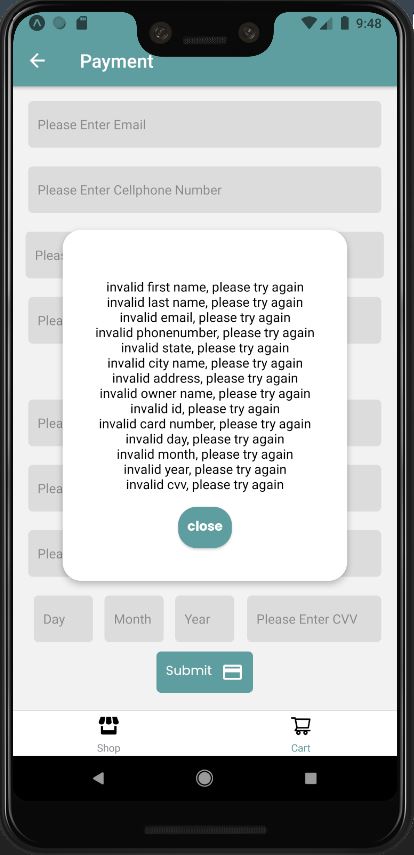 9:48
Payment
Please Enter Email
Please Enter Cellphone Number
Pleas
Plea
invalid first name, please try again
invalid last name, please try again
invalid email, please try again
invalid phonenumber, please try again
invalid state, please try again
invalid city name, please try again
invalid address, please try again
invalid owner name, please try again
invalid id, please try again
invalid card number, please try again
invalid day, please try again
invalid month, please try again
invalid year, please try again
invalid cvv, please try again
close
Plea
Plea
Plea
Day Month Year Please Enter CVV
Submit
Shop Cart